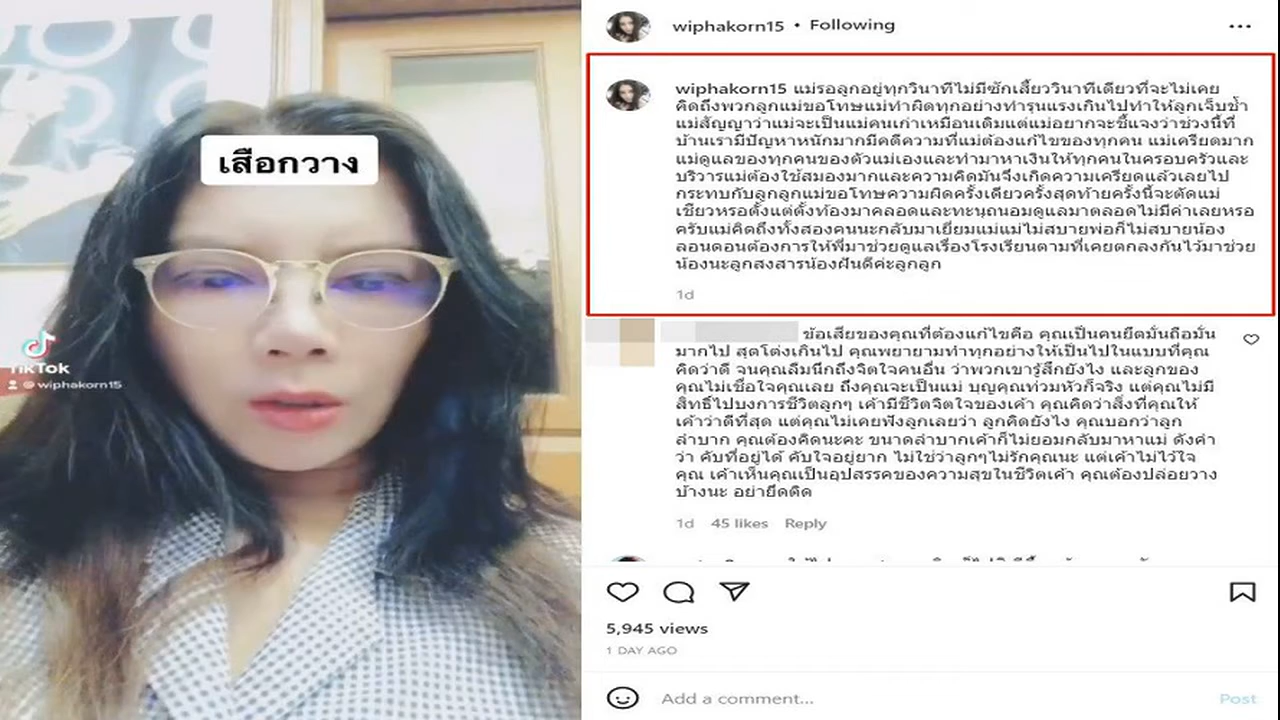 เสือกวาง
TikTok
@wiphakorn15
wiphakorn15 • Following
wiphakorn15 แม่รอลูกอยู่ทุกวินาทีไม่มีซักเสี้ยววินาทีเดียวที่จะไม่เคย
คิดถึงพวกลูกแม่ขอโทษแม่ทำผิดทุกอย่างทำรุนแรงเกินไปทำให้ลูกเจ็บช้ำ
แม่สัญญาว่าแม่จะเป็นแม่คนเก่าเหมือนเดิมแต่แม่อยากจะชี้แจงว่าช่วงนี้ที่
บ้านเรามีปัญหาหนักมากมีคดีความที่แม่ต้องแก้ไขของทุกคน แม่เครียดมาก
แม่ดูแลของทุกคนของตัวแม่เองและทำมาหาเงินให้ทุกคนในครอบครัวและ
บริวารแม่ต้องใช้สมองมากและความคิดมันจึงเกิดความเครียดแล้วเลยไป
กระทบกับลูกลูกแม่ขอโทษความผิดครั้งเดียวครั้งสุดท้ายครั้งนี้จะตัดแม่
เชียวหรอตั้งแต่ตั้งท้องมาคลอดและทะนุถนอมดูแลมาตลอดไม่มีค่าเลยหรอ
ครับแม่คิดถึงทั้งสองคนนะกลับมาเยี่ยมแม่แม่ไม่สบายพ่อก็ไม่สบายน้อง
ลอนดอนต้องการให้พี่มาช่วยดูแลเรื่องโรงเรียนตามที่เคยตกลงกันไว้มาช่วย
น้องนะลูกสงสารน้องฝันดีค่ะลูกลูก
1d
ข้อเสียของคุณที่ต้องแก้ไขคือ คุณเป็นคนยึดมั่นถือมั่น
มากไป สุดโต่งเกินไป คุณพยายามทำทุกอย่างให้เป็นไปในแบบที่คุณ
คิดว่าดี จนคุณลืมนึกถึงจิตใจคนอื่น ว่าพวกเขารู้สึกยังไง และลูกของ
คุณไม่เชื่อใจคุณเลย ถึงคุณจะเป็นแม่ บุญคุณท่วมหัวก็จริง แต่คุณไม่มี
สิทธิ์ไปบงการชีวิตลูกๆ เค้ามีชีวิตจิตใจของเค้า คุณคิดว่าสิ่งที่คุณให้
เค้าว่าดีที่สุด แต่คุณไม่เคยฟังลูกเลยว่า ลูกคิดยังไง คุณบอกว่าลูก
ลำบาก คุณต้องคิดนะคะ ขนาดลำบากเค้าก็ไม่ยอมกลับมาหาแม่ ดังคำ
ว่า คับที่อยู่ได้ คับใจอยู่ยาก ไม่ใช่ว่าลูกๆไม่รักคุณนะ แต่เค้าไม่ไว้ใจ
คุณ เค้าเห็นคุณเป็นอุปสรรคของความสุขในชีวิตเค้า คุณต้องปล่อยวาง
บ้างนะ อย่ายึดติด
1d 45 likes Reply
5,945 views
1 DAY AGO
Add a comment... Post